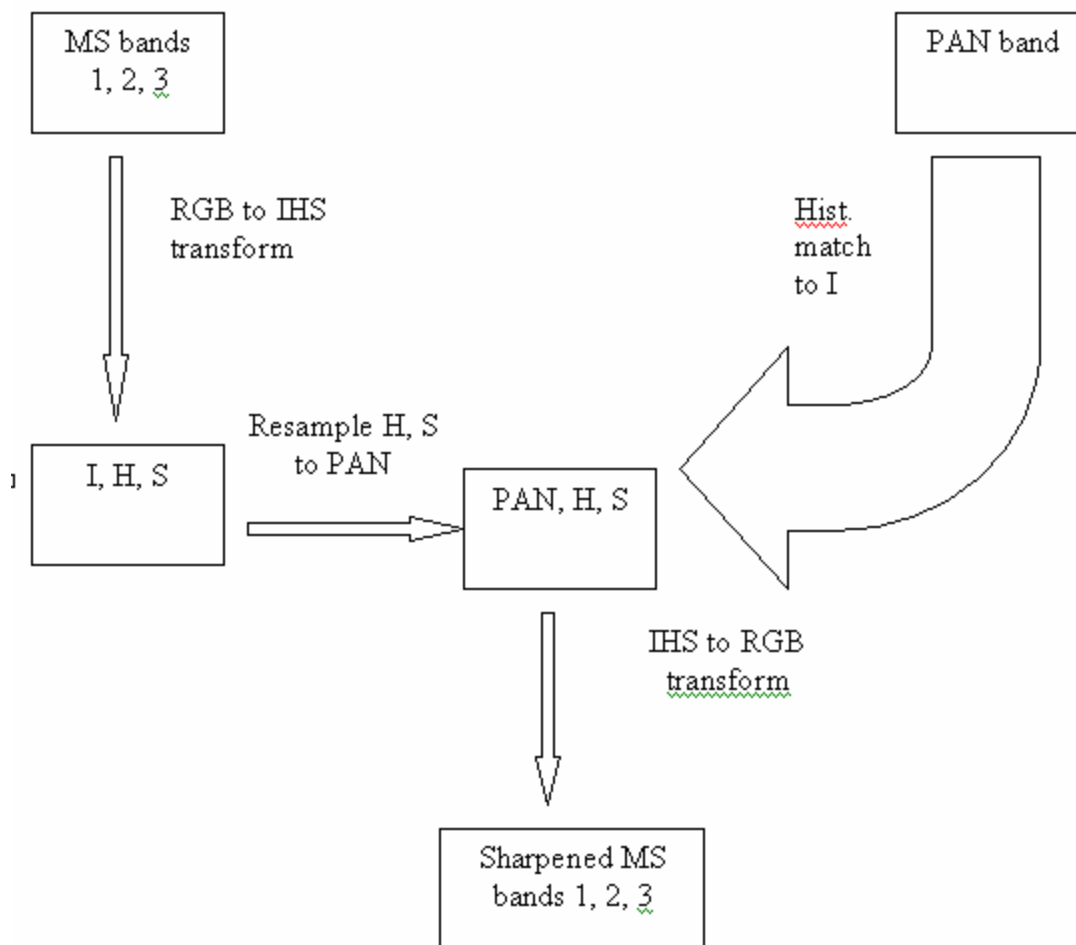 MS bands
1, 2, 3
PAN band
RGB to IHS
transform
Hist.
match
to I
Resample H, S
to PAN
I, H, S
PAN, H, S
IHS to RGB
transform
Sharpened MS
bands 1, 2, 3